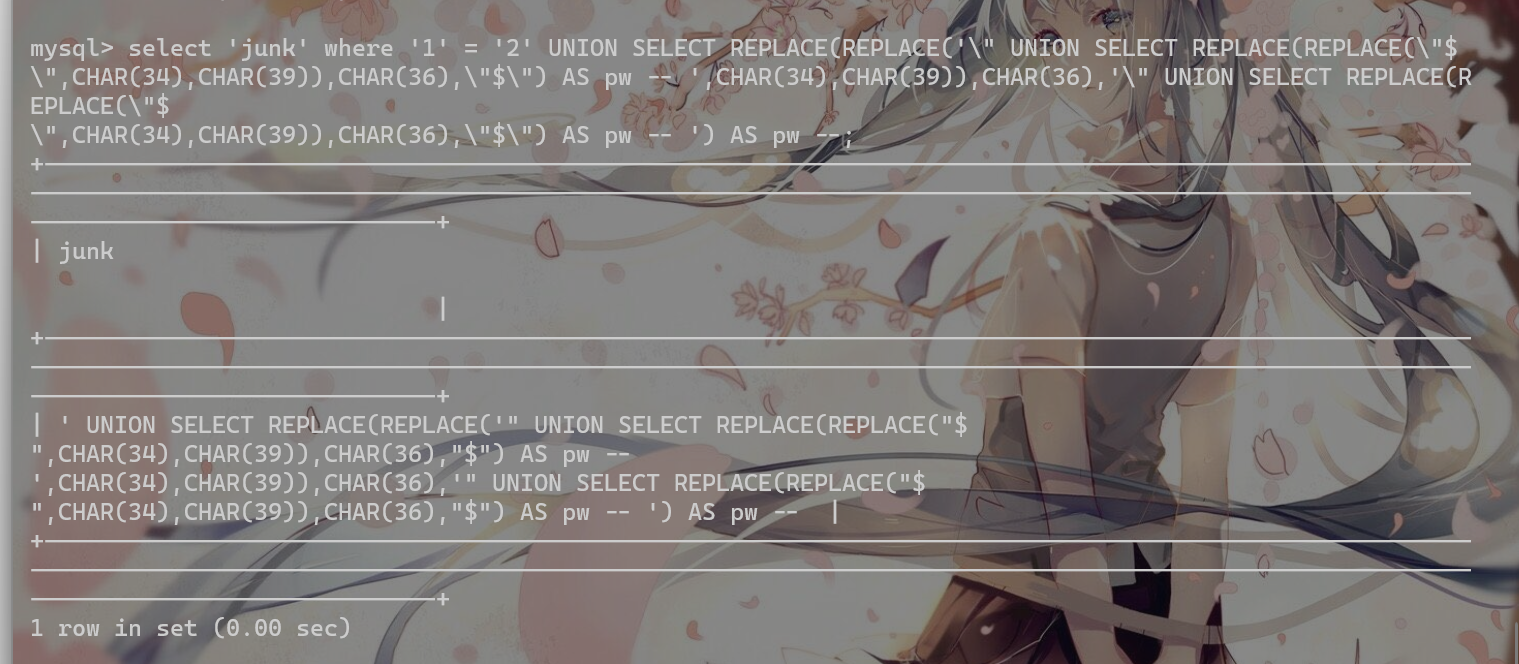 mysql> select 'junk' where '1' = '2' UNION SELECT REPLACE(REPLACE('\" UNION SELECT REPLACE(REPLACE(\"$
\",CHAR(34),CHAR(39)),CHAR(36),\"$\") AS pw -- ',CHAR(34),CHAR(39)),CHAR(36),'\" UNION SELECT REPLACE(R
EPLACE(\"$
\",CHAR(34),CHAR(39)),CHAR(36),\"$\") AS pw -- ') AS pw --;
| junk
|
| ' UNION SELECT REPLACE(REPLACE('" UNION SELECT REPLACE(REPLACE("$
",CHAR(34),CHAR(39)),CHAR(36),"$") AS pw --
',CHAR(34),CHAR(39)),CHAR(36),'" UNION SELECT REPLACE(REPLACE("$
",CHAR(34),CHAR(39)),CHAR(36),"$") AS pw -- ') AS pw --  |
1 row in set (0.00 sec)